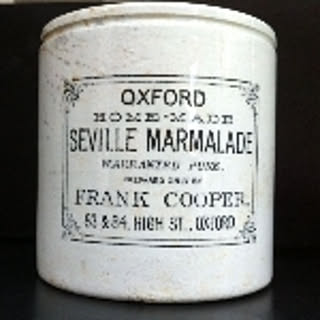 OXFORD
HOME-MADE
SEVILLE MARMALADE
WARRANTED PURE.
PREPARED ONLY BY
FRANK COOPER,
83 & 84, HIGH ST., OXFORD